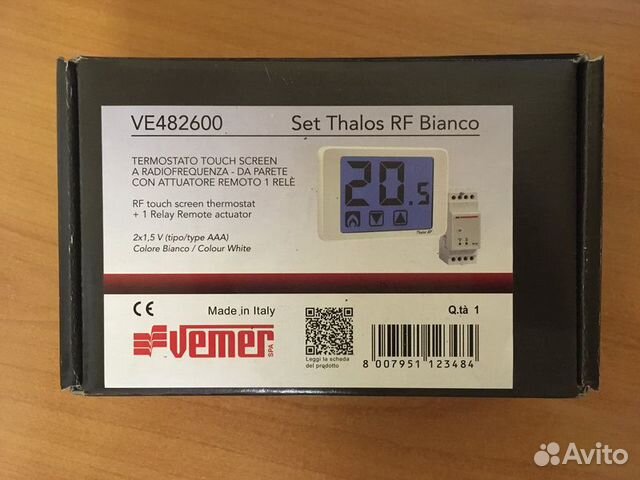 VE482600
Set Thalos RF Bianco
TERMOSTATO TOUCH SCREEN
A RADIOFREQUENZA - DA PARETE
CON ATTUATORE REMOTO 1 RELÈ
RF touch screen thermostat
+ 1 Relay Remote actuator
2x1,5 V (tipo/type AAA)
Colore Bianco / Colour White
20.5
Thalos RF
CE
Made in Italy
Q.tà 1
vemer
SPA
Leggi la scheda
del prodotto
8 007951 123484
Avito